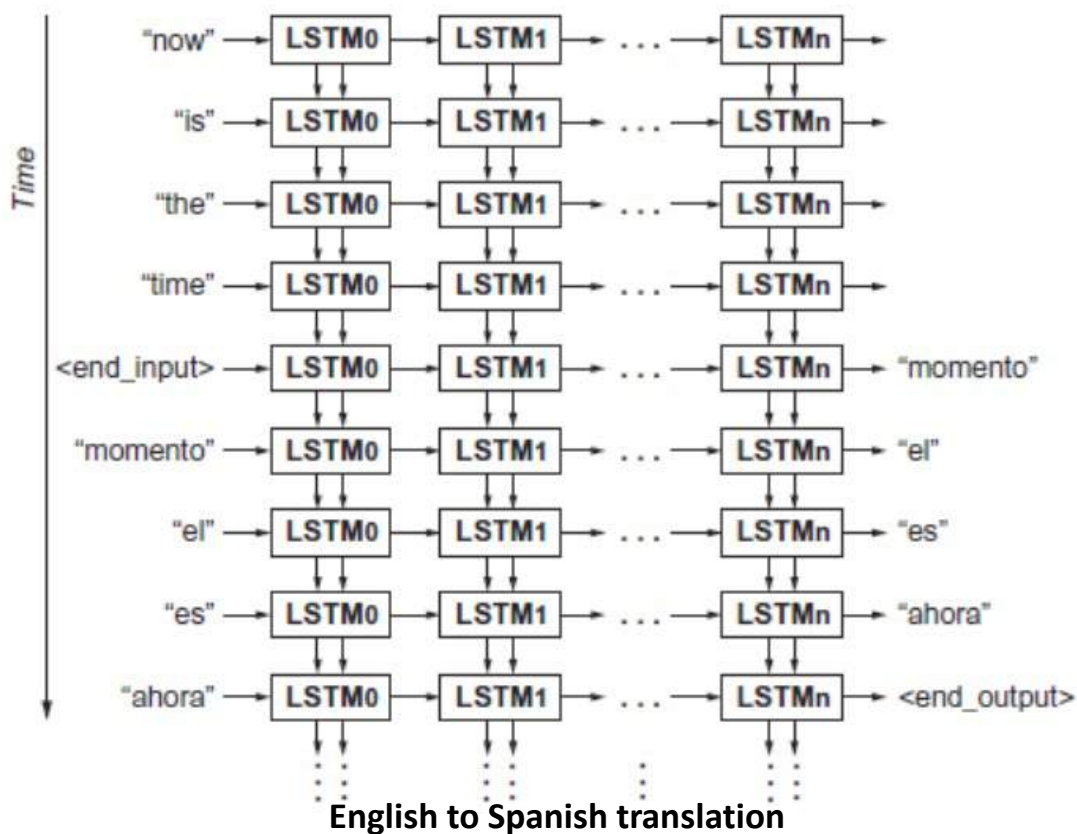 Time
“now” LSTM0 LSTM1 . . . LSTMn
“is” LSTM0 LSTM1 . . . LSTMn
“the” LSTM0 LSTM1 . . . LSTMn
“time” LSTM0 LSTM1 . . . LSTMn
<end_input> LSTM0 LSTM1 . . . LSTMn “momento”
“momento” LSTM0 LSTM1 . . . LSTMn “el”
“el” LSTM0 LSTM1 . . . LSTMn “es”
“es” LSTM0 LSTM1 . . . LSTMn “ahora”
“ahora” LSTM0 LSTM1 . . . LSTMn <end_output>
English to Spanish translation